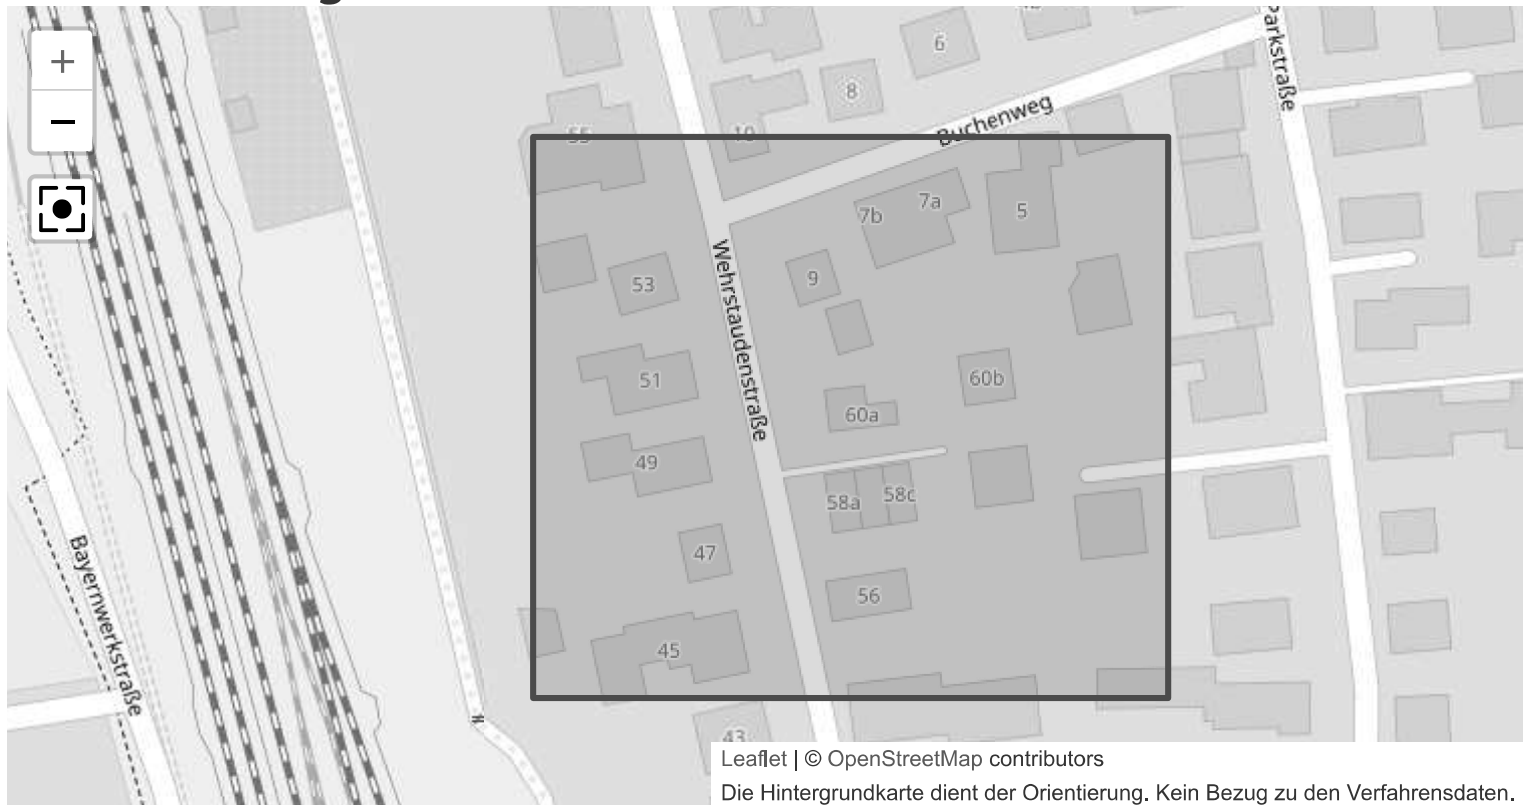 +
6
8
Parkstraße
−
Buchenweg
55
10
7a
7b
5
53
9
Wehrstaudenstraße
51
60b
60a
49
58a
58c
47
56
Bayernwerkstraße
45
43
Leaflet | © OpenStreetMap contributors
Die Hintergrundkarte dient der Orientierung. Kein Bezug zu den Verfahrensdaten.